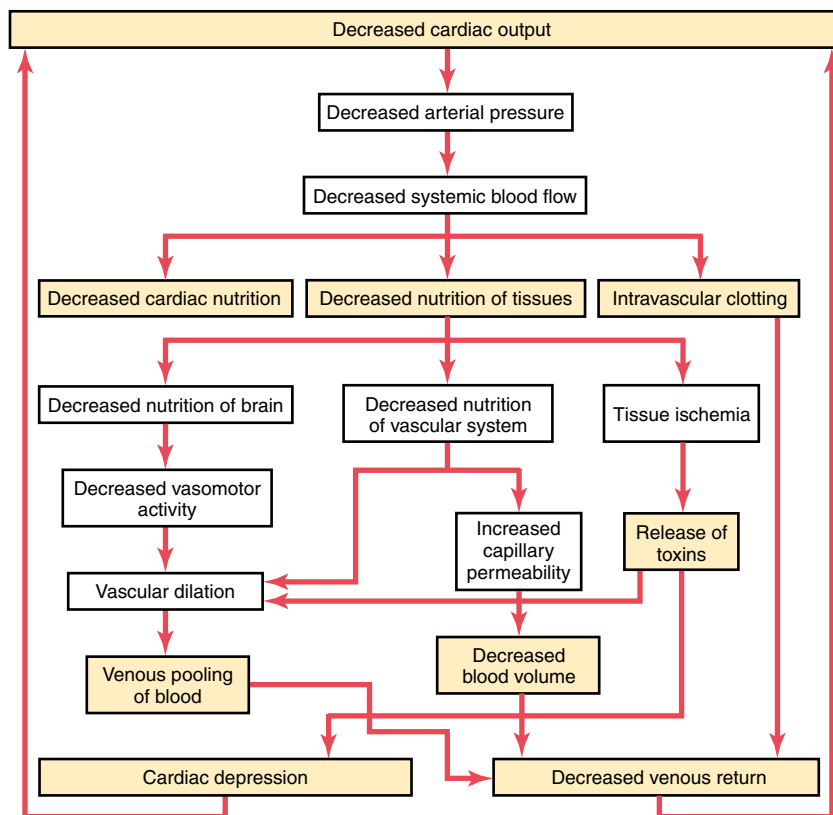 Decreased cardiac output
Decreased arterial pressure
Decreased systemic blood flow
Decreased cardiac nutrition
Decreased nutrition of tissues
Intravascular clotting
Decreased nutrition of brain
Decreased nutrition
of vascular system
Tissue ischemia
Decreased vasomotor
activity
Increased
capillary
permeability
Release of
toxins
Vascular dilation
Venous pooling
of blood
Decreased
blood volume
Cardiac depression
Decreased venous return